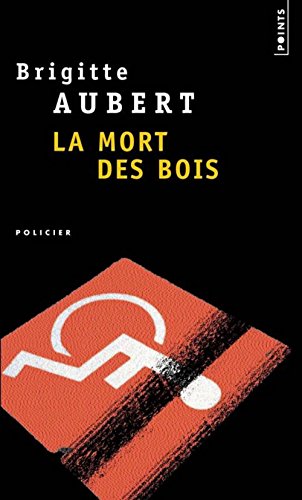 POINTS
Brigitte
AUBERT
LA MORT
DES BOIS
POLICIER